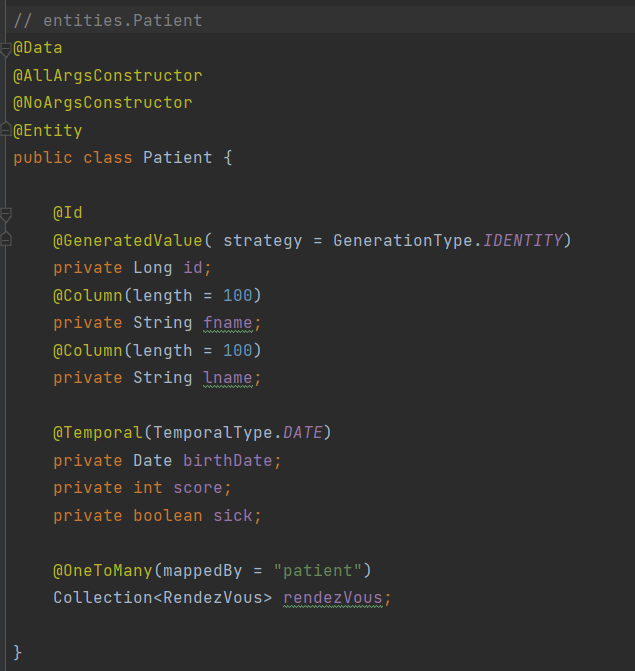 // entities.Patient
@Data
@AllArgsConstructor
@NoArgsConstructor
@Entity
public class Patient {
@Id
@GeneratedValue( strategy = GenerationType.IDENTITY)
private Long id;
@Column(length = 100)
private String fname;
@Column(length = 100)
private String lname;
@Temporal(TemporalType.DATE)
private Date birthDate;
private int score;
private boolean sick;
@OneToMany(mappedBy = "patient")
Collection<RendezVous> rendezVous;
}